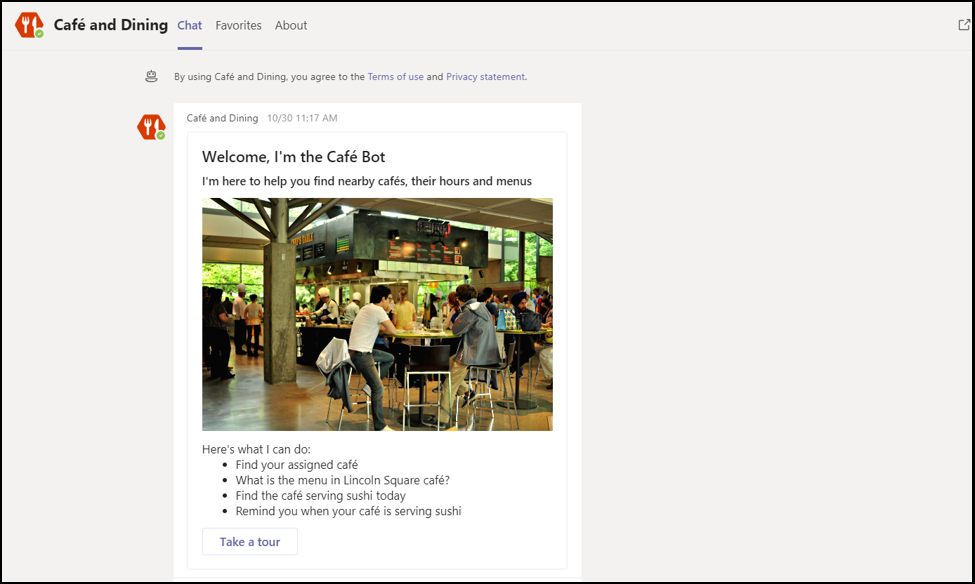 Café and Dining Chat Favorites About
By using Café and Dining, you agree to the Terms of use and Privacy statement.
Café and Dining 10/30 11:17 AM
Welcome, I'm the Café Bot
I'm here to help you find nearby cafés, their hours and menus
Here's what I can do:
Find your assigned café
What is the menu in Lincoln Square café?
Find the café serving sushi today
Remind you when your café is serving sushi
Take a tour